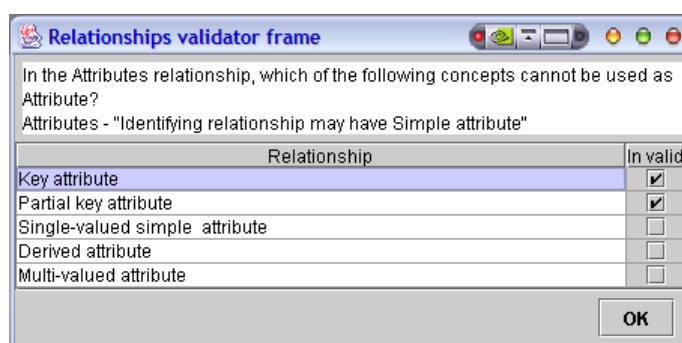 Relationships validator frame
In the Attributes relationship, which of the following concepts cannot be used as
Attribute?
Attributes - "Identifying relationship may have Simple attribute"
Relationship In valid
Key attribute
Partial key attribute
Single-valued simple attribute
Derived attribute
Multi-valued attribute
OK